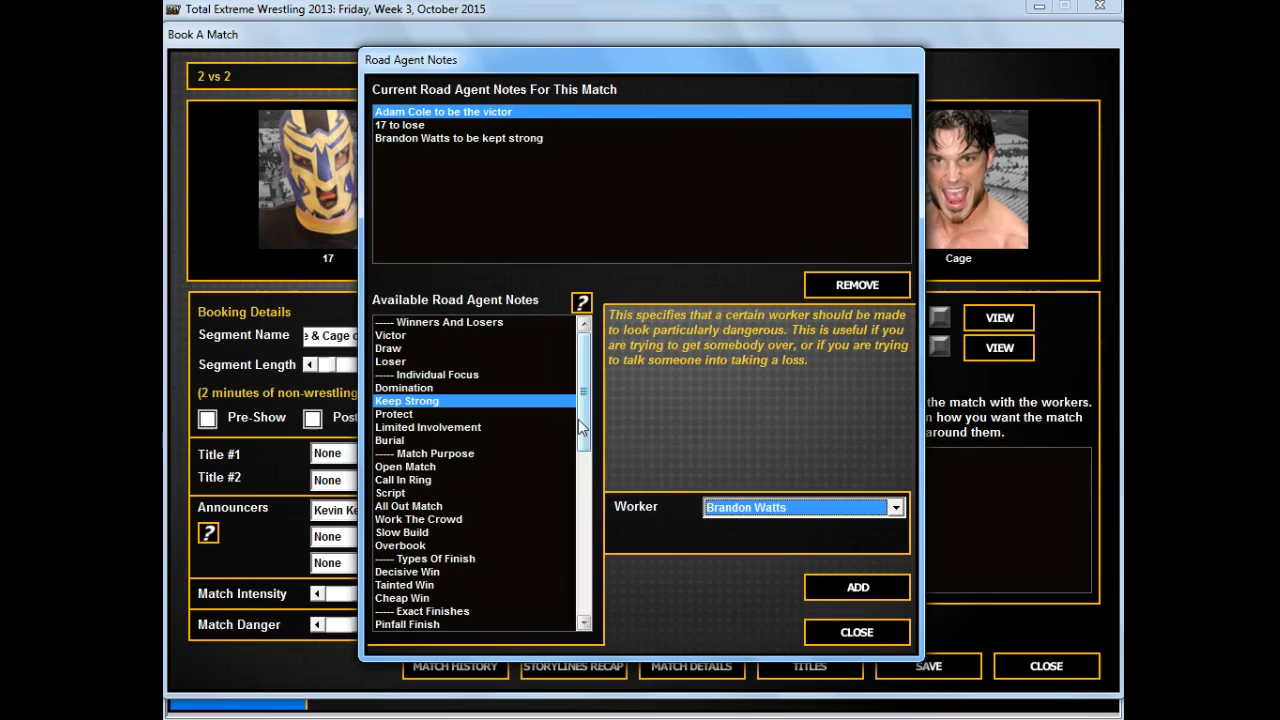 Total Extreme Wrestling 2013: Friday, Week 3, October 2015
Book A Match
Road Agent Notes
2 vs 2
Current Road Agent Notes For This Match
Adam Cole to be the victor
17 to lose
Brandon Watts to be kept strong
17
Cage
REMOVE
Available Road Agent Notes
?
----- Winners And Losers
Victor
Draw
Loser
----- Individual Focus
Domination
Keep Strong
Protect
Limited Involvement
Burial
----- Match Purpose
Open Match
Call In Ring
Script
All Out Match
Work The Crowd
Slow Build
Overbook
----- Types Of Finish
Decisive Win
Tainted Win
Cheap Win
----- Exact Finishes
Pinfall Finish
This specifies that a certain worker should be made
to look particularly dangerous. This is useful if you
are trying to get somebody over, or if you are trying
to talk someone into taking a loss.
Worker
Brandon Watts
ADD
CLOSE
Booking Details
Segment Name
e & Cage
Segment Length
(2 minutes of non-wrestling
Pre-Show
Post
Title #1
None
Title #2
None
Announcers
Kevin Ke
?
None
None
Match Intensity
Match Danger
VIEW
VIEW
the match with the workers.
n how you want the match
around them.
MATCH HISTORY
STORYLINES RECAP
MATCH DETAILS
TITLES
SAVE
CLOSE